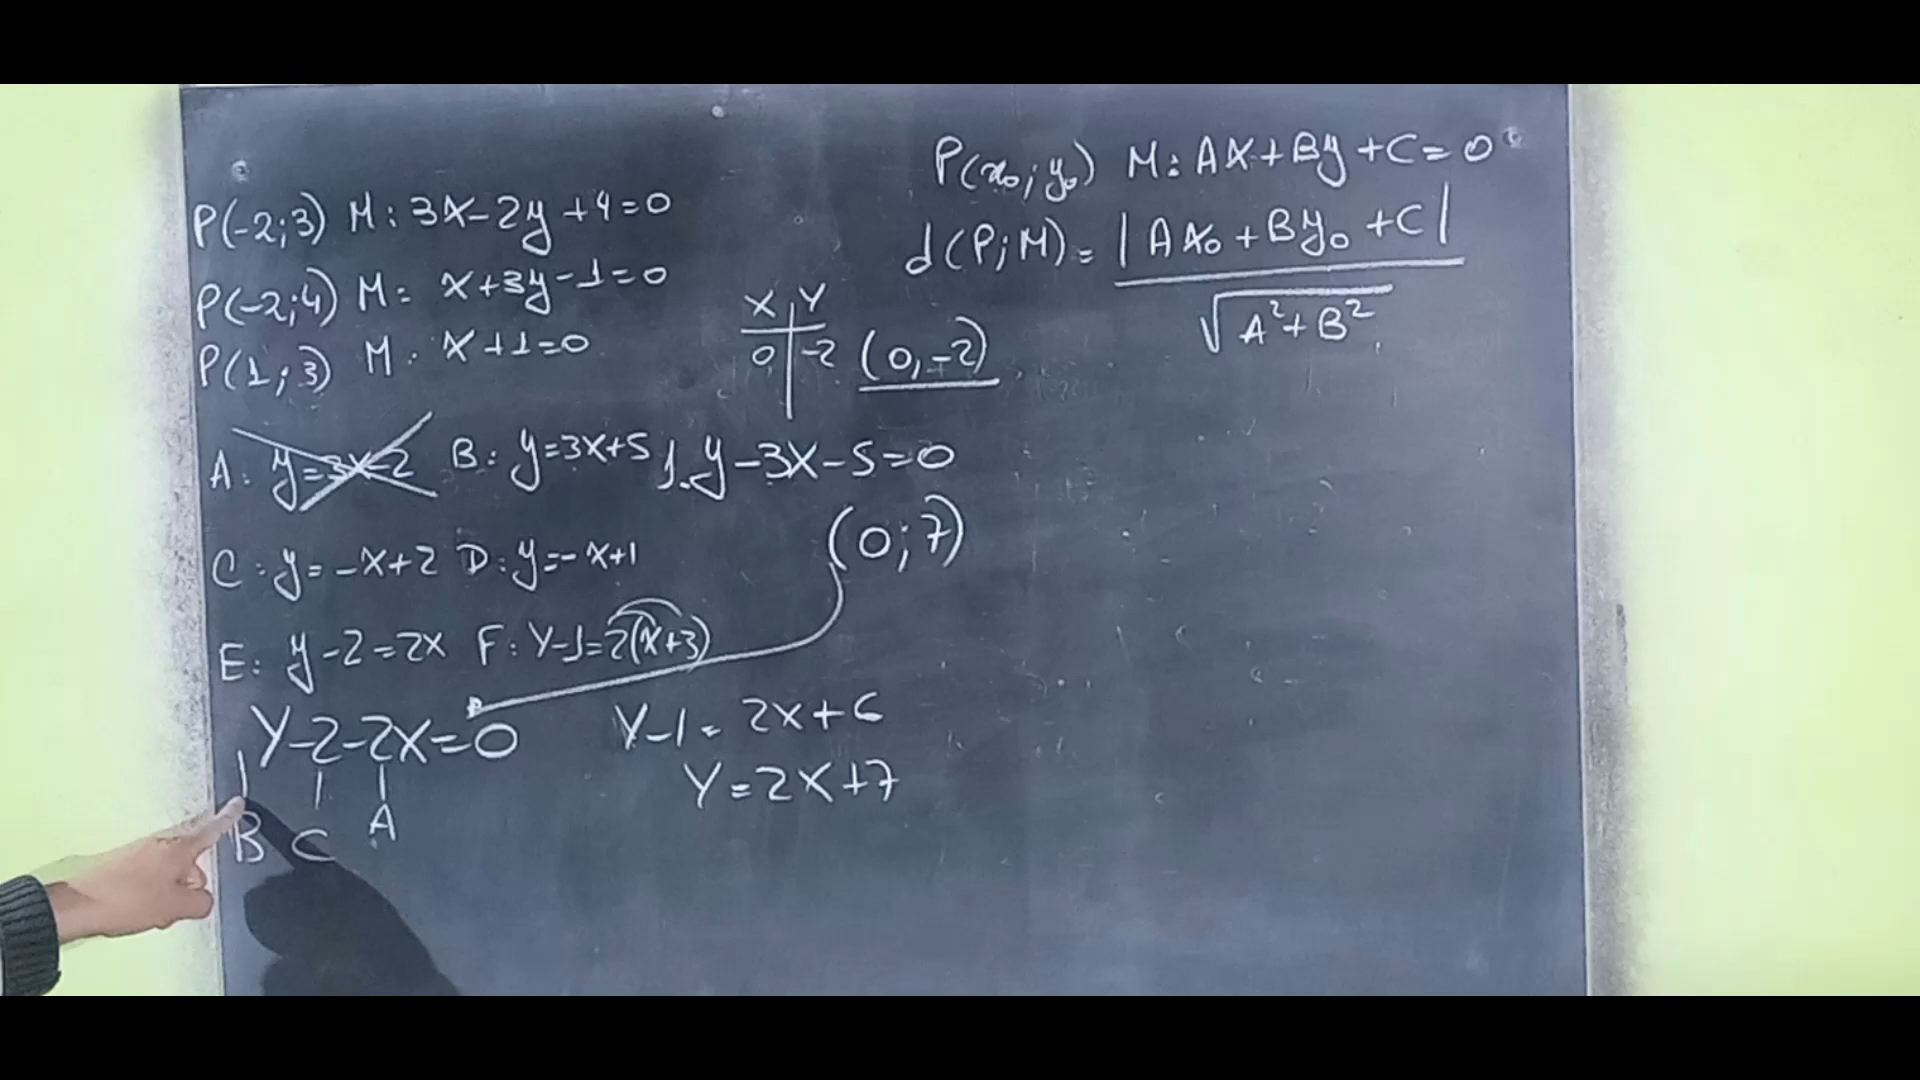 P(x₀; y₀) M: Ax+By+C=0
d(P;M) = |Ax₀+By₀+C| / √A²+B²
P(-2;3) M: 3x-2y+4=0
P(-2;4) M: x+3y-1=0
P(1;3) M: x+1=0
x y
0 -2 (0,-2)
A: y=3x-2 B: y=3x+5 1.y-3x-5=0
(0;7)
C: y=-x+2 D: y=-x+1
E: y-2=2x F: Y-1=2(x+3)
Y-2-2x=0
B C A
Y-1= 2x+6
Y=2x+7